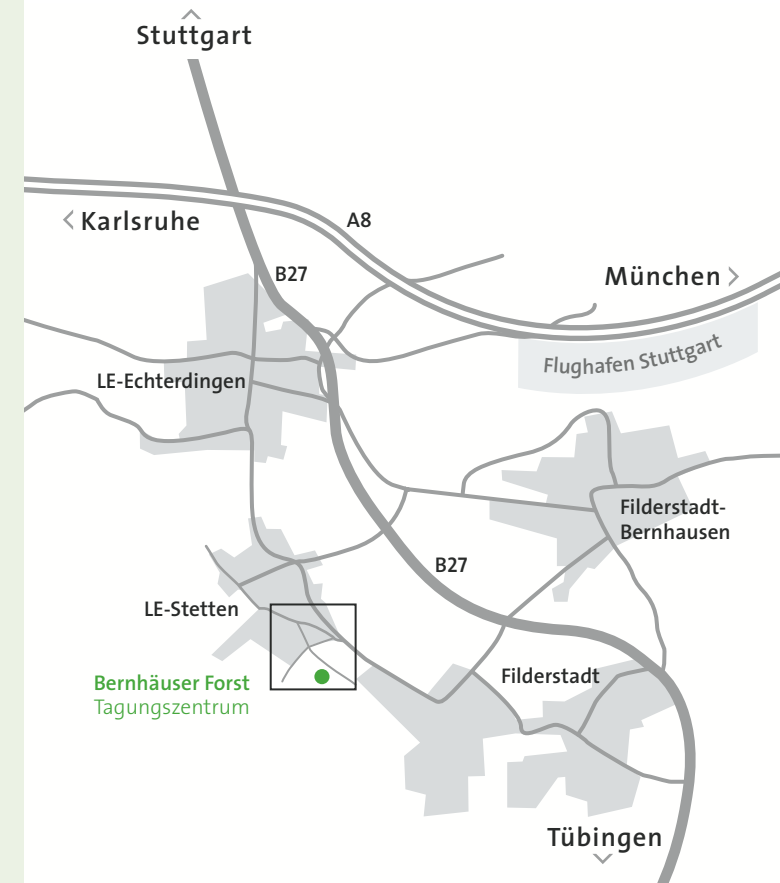 Stuttgart
Karlsruhe
A8
B27
München
Flughafen Stuttgart
LE-Echterdingen
Filderstadt-
Bernhausen
B27
LE-Stetten
Bernhäuser Forst
Tagungszentrum
Filderstadt
Tübingen